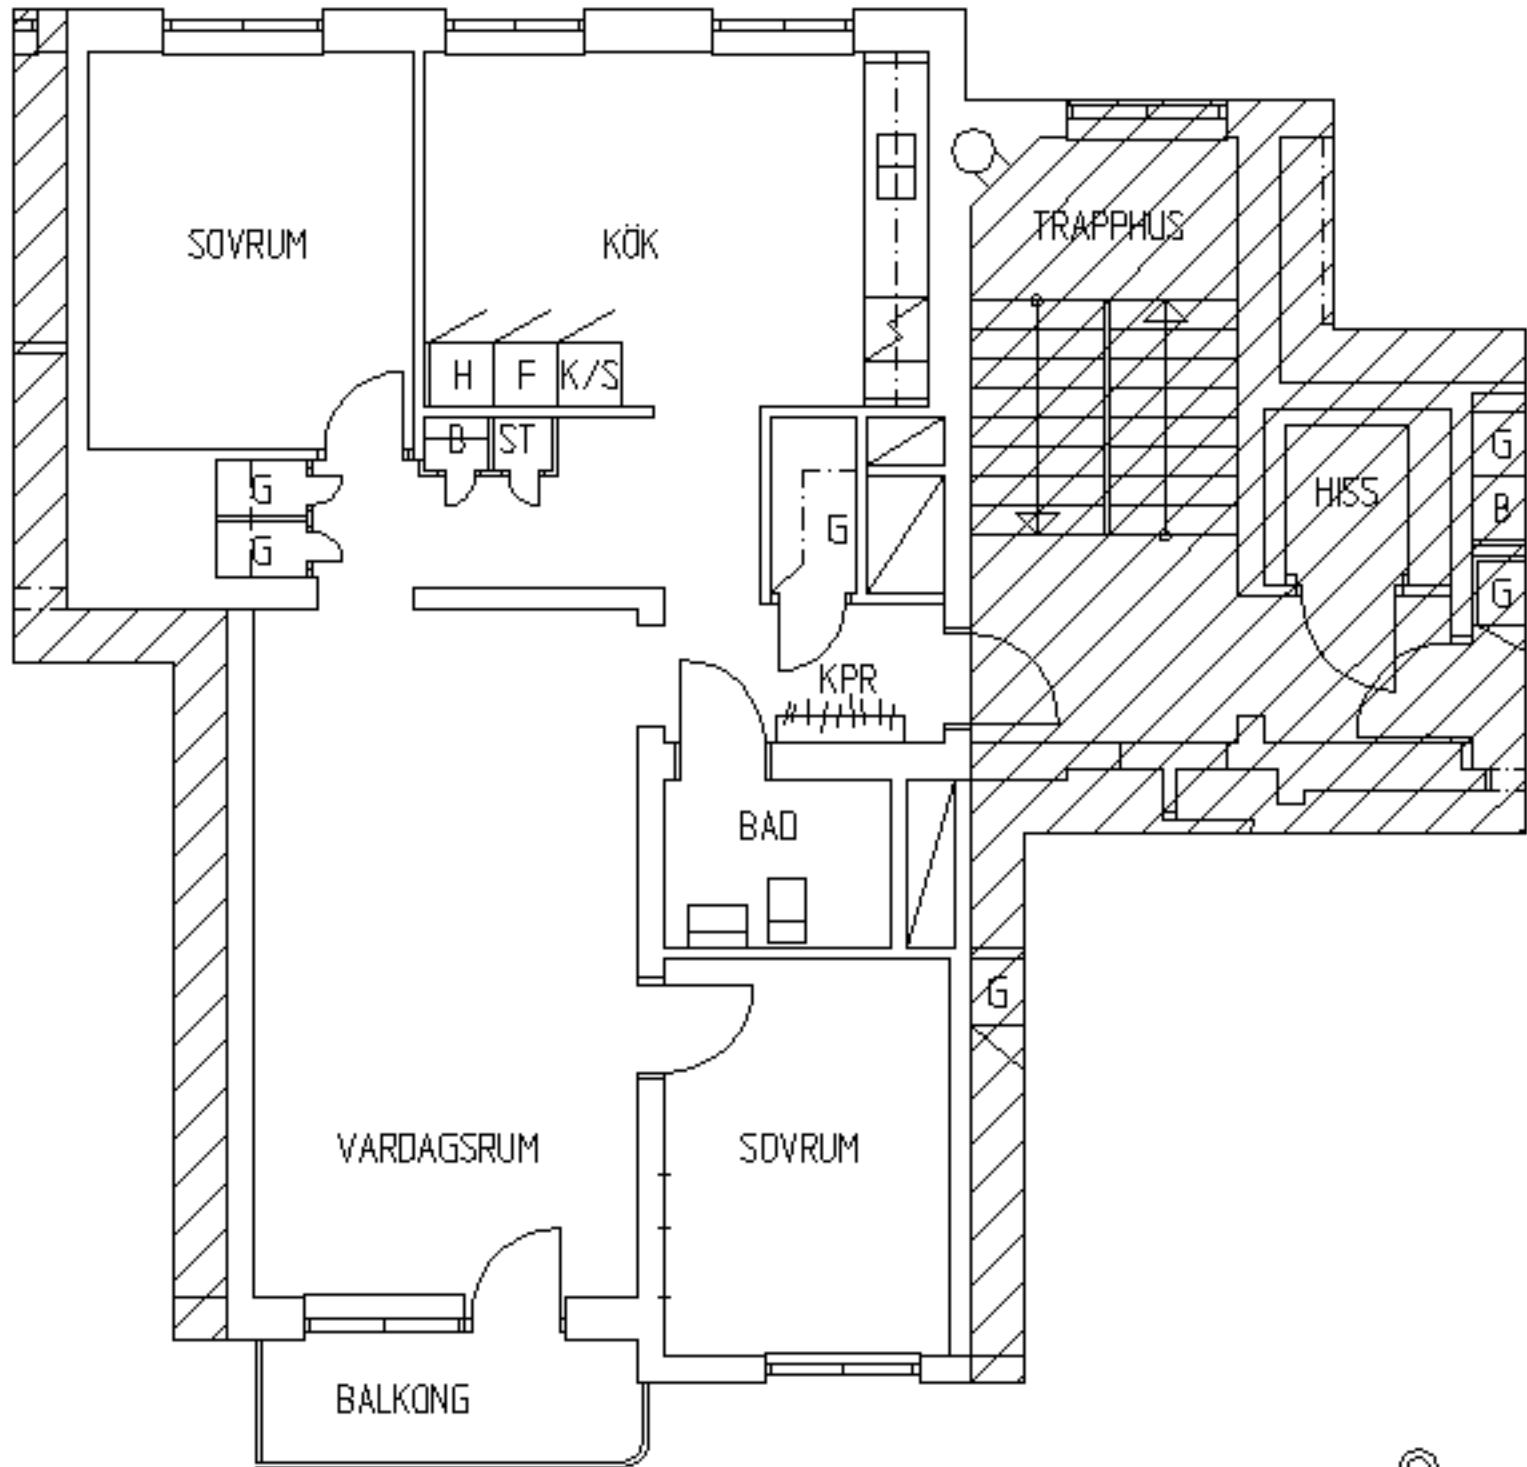 TRAPPHUS
SOVRUM
KÖK
H F K/S
B ST
G
G
G
HISS
G
B
G
KPR
BAD
G
VARDAGSRUM
SOVRUM
BALKONG